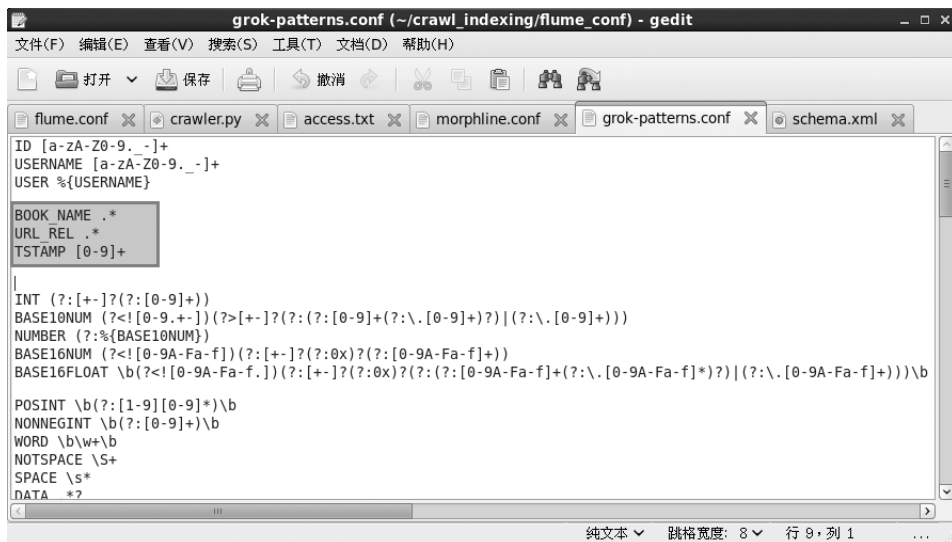 grok-patterns.conf (~/crawl_indexing/flume_conf) - gedit
文件(F) 编辑(E) 查看(V) 搜索(S) 工具(T) 文档(D) 帮助(H)
打开 保存 撤消
flume.conf crawler.py access.txt morphline.conf grok-patterns.conf schema.xml
ID [a-zA-Z0-9._-]+
USERNAME [a-zA-Z0-9._-]+
USER %{USERNAME}
BOOK_NAME .*
URL_REL .*
TSTAMP [0-9]+
INT (?:[+-]?(?:[0-9]+))
BASE10NUM (?<![0-9.+-])(?>[+-]?(?:(?:[0-9]+(?:\.[0-9]+)?)|(?:\.[0-9]+)))
NUMBER (?:%{BASE10NUM})
BASE16NUM (?<![0-9A-Fa-f])(?:[+-]?(?:0x)?(?:[0-9A-Fa-f]+))
BASE16FLOAT \b(?<![0-9A-Fa-f.])(?:[+-]?(?:0x)?(?:(?:[0-9A-Fa-f]+(?:\.[0-9A-Fa-f]*)?)|(?:\.[0-9A-Fa-f]+)))\b
POSINT \b(?:[1-9][0-9]*)\b
NONNEGINT \b(?:[0-9]+)\b
WORD \b\w+\b
NOTSPACE \S+
SPACE \s*
DATA .*?
纯文本 跳格宽度: 8 行 9，列 1 ...